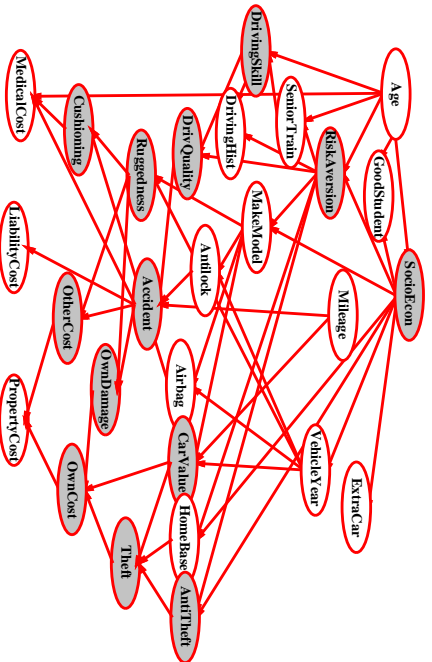 SocioEcon
Age
GoodStudent
ExtraCar
Mileage
VehicleYear
RiskAversion
SeniorTrain
DrivingSkill
MakeModel
DrivingHist
DrivQuality
Antilock
Airbag
CarValue
HomeBase
AntiTheft
Ruggedness
Accident
Theft
OwnDamage
Cushioning
OtherCost
OwnCost
MedicalCost
LiabilityCost
PropertyCost